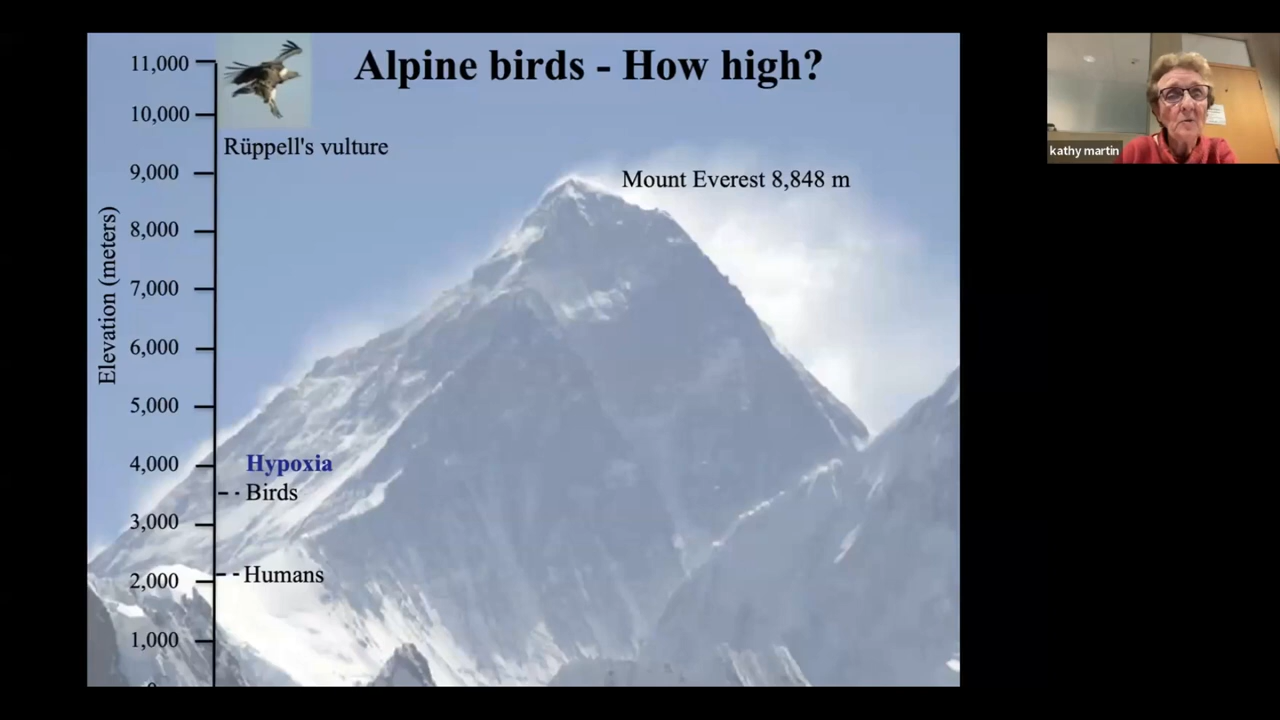 Alpine birds - How high?
11,000
10,000
Rüppell's vulture
9,000
Mount Everest 8,848 m
8,000
7,000
6,000
5,000
4,000
3,000
2,000
1,000
Elevation (meters)
Hypoxia
Birds
Humans
kathy martin